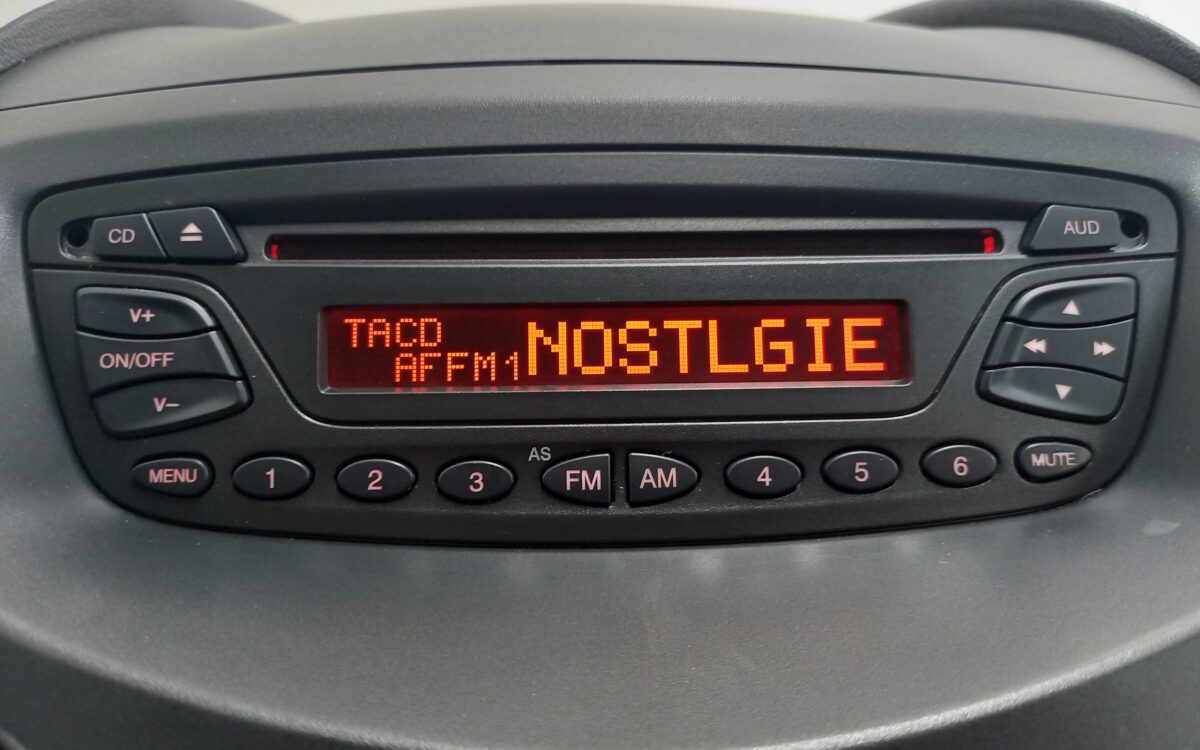 CD
AUD
V+
ON/OFF
V–
TACD
AFFM1
NOSTLGIE
AS
MENU 1 2 3 FM AM 4 5 6 MUTE